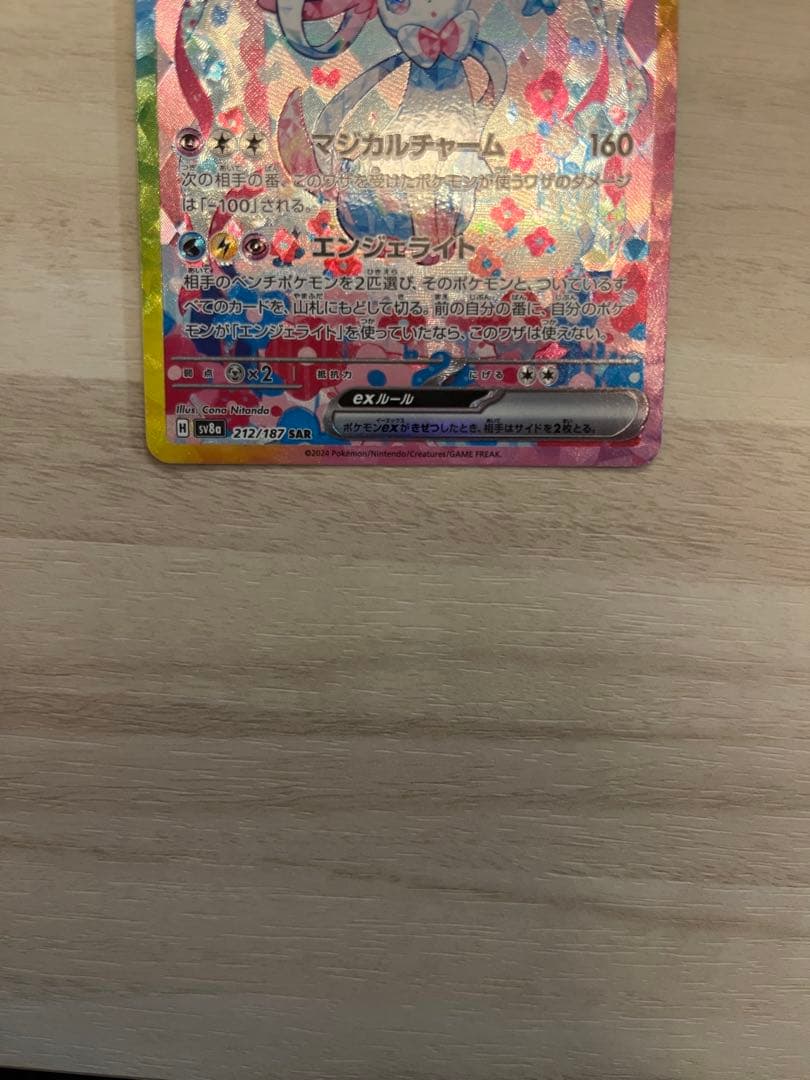 マジカルチャーム 160
次の相手の番、このワザを受けたポケモンが使うワザのダメージ
は「-100」される。
エンジェライト
相手のベンチポケモンを2匹選び、そのポケモンと、ついているす
べてのカードを、山札にもどして切る。前の自分の番に、自分のポケ
モンが「エンジェライト」を使っていたなら、このワザは使えない。
弱点 ×2 抵抗力 にげる
exルール
ポケモンexがきぜつしたとき、相手はサイドを2枚とる。
Illus. Cona Nitanda
H sv8a 212/187 SAR
©2024 Pokémon/Nintendo/Creatures/GAME FREAK.